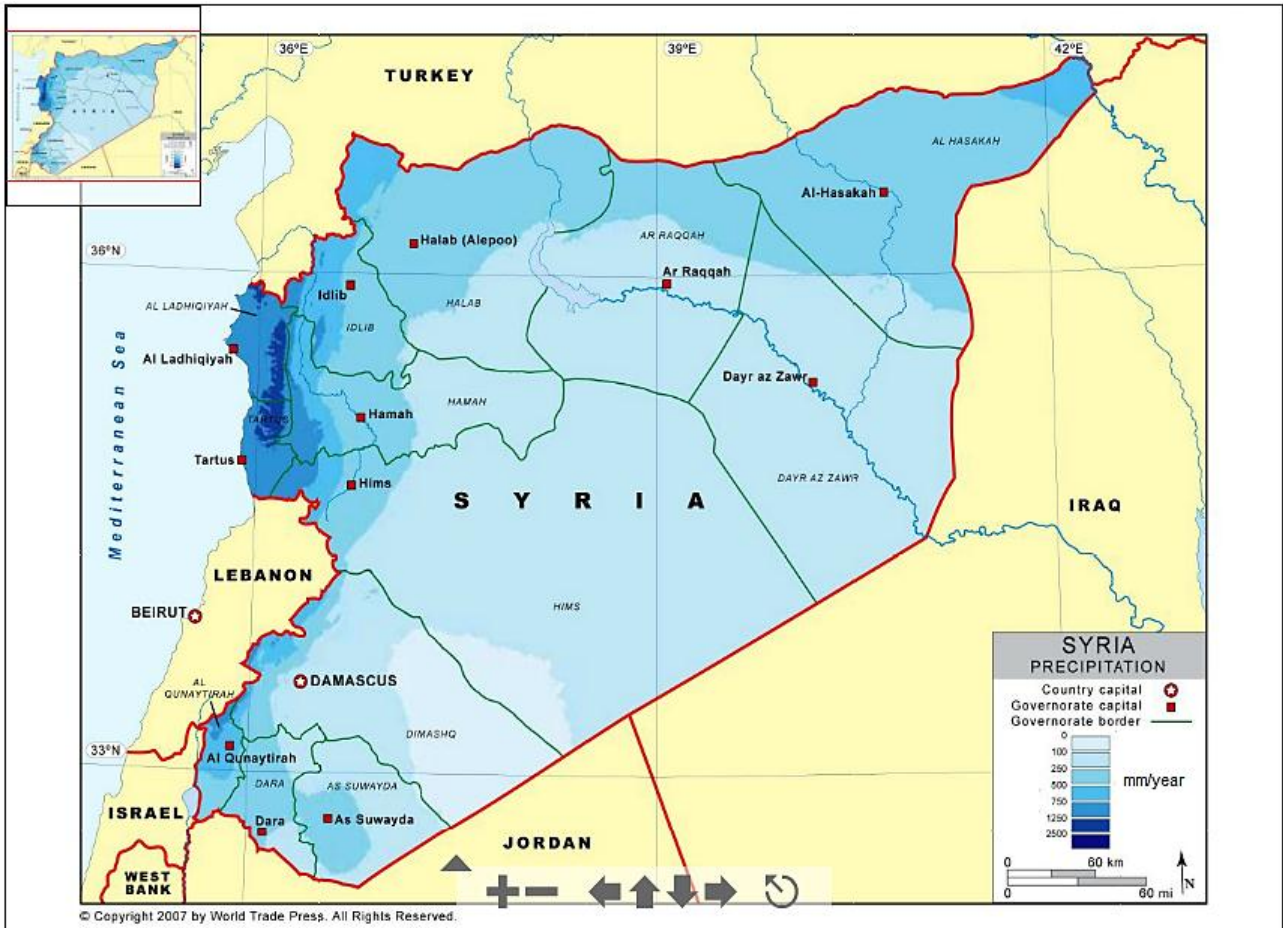 36°E
39°E
42°E
TURKEY
AL HASAKAH
Al-Hasakah
36°N
Halab (Alepoo)
AR RAQQAH
Ar Raqqah
Idlib
AL LADHIQIYAH
HALAB
IDLIB
Al Ladhiqiyah
Dayr az Zawr
Mediterranean Sea
HAMAH
Hamah
TARTUS
Tartus
Hims
DAYR AZ ZAWR
SYRIA
IRAQ
LEBANON
BEIRUT
HIMS
DAMASCUS
AL
QUNAYTIRAH
DIMASHQ
33°N
Al Qunaytirah
DARA
AS SUWAYDA
ISRAEL
Dara
As Suwayda
JORDAN
WEST
BANK
SYRIA
PRECIPITATION
Country capital
Governorate capital
Governorate border
0
100
250
500
750
1250
2500
mm/year
0 60 km
0 60 mi
N
© Copyright 2007 by World Trade Press. All Rights Reserved.